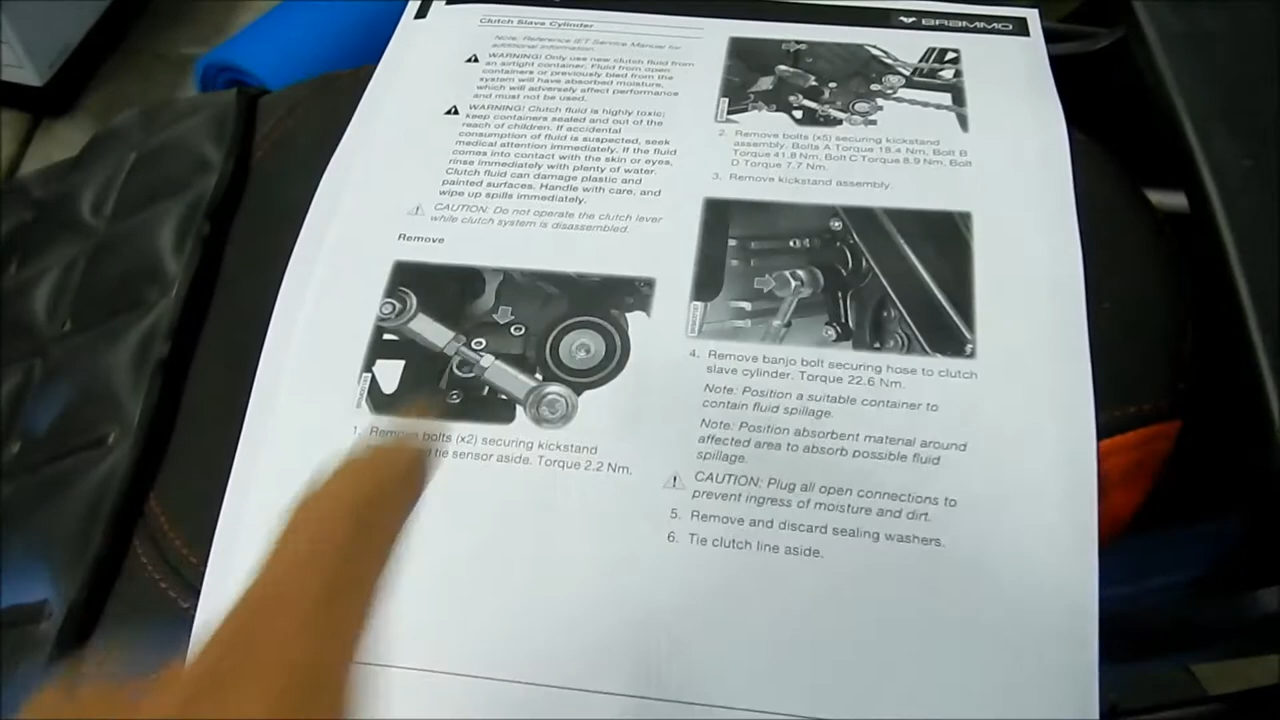 BRAMMO
Clutch Slave Cylinder
Note: Reference IET Service Manual for
additional information.
WARNING! Only use new clutch fluid from
an airtight container. Fluid from open
containers or previously bled from the
system will have absorbed moisture,
which will adversely affect performance
and must not be used.
WARNING! Clutch fluid is highly toxic;
keep containers sealed and out of the
reach of children. If accidental
consumption of fluid is suspected, seek
medical attention immediately. If the fluid
comes into contact with the skin or eyes,
rinse immediately with plenty of water.
Clutch fluid can damage plastic and
painted surfaces. Handle with care, and
wipe up spills immediately.
CAUTION: Do not operate the clutch lever
while clutch system is disassembled.
Remove
1. Remove bolts (x2) securing kickstand
tie sensor aside. Torque 2.2 Nm.
2. Remove bolts (x5) securing kickstand
assembly. Bolts A Torque 18.4 Nm, Bolt B
Torque 41.8 Nm, Bolt C Torque 8.9 Nm, Bolt
D Torque 7.7 Nm.
3. Remove kickstand assembly.
4. Remove banjo bolt securing hose to clutch
slave cylinder. Torque 22.6 Nm.
Note: Position a suitable container to
contain fluid spillage.
Note: Position absorbent material around
affected area to absorb possible fluid
spillage.
CAUTION: Plug all open connections to
prevent ingress of moisture and dirt.
5. Remove and discard sealing washers.
6. Tie clutch line aside.